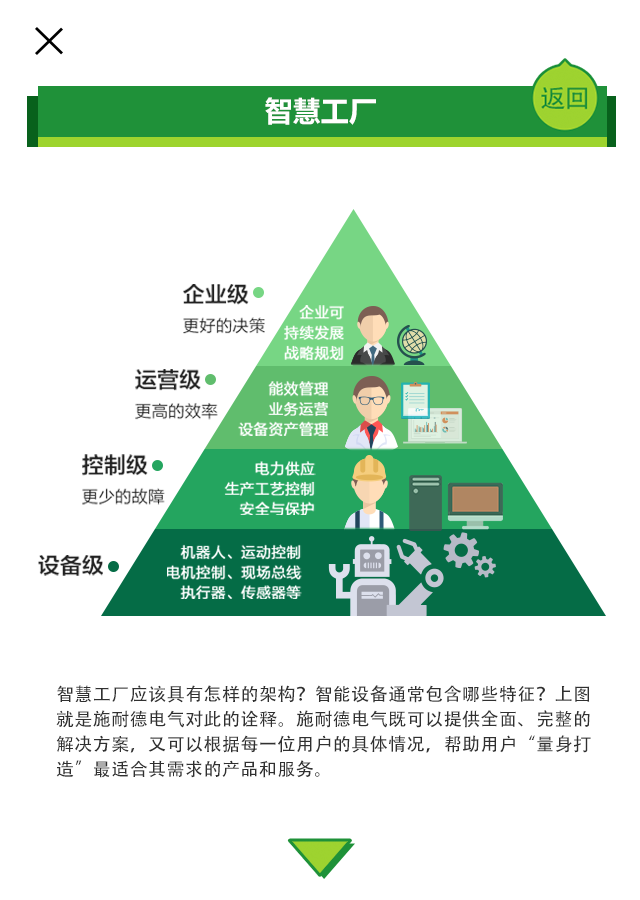 返回
智慧工厂
企业级
更好的决策
企业可
持续发展
战略规划
运营级
更高的效率
能效管理
业务运营
设备资产管理
控制级
更少的故障
电力供应
生产工艺控制
安全与保护
设备级
机器人、运动控制
电机控制、现场总线
执行器、传感器等
智慧工厂应该具有怎样的架构？智能设备通常包含哪些特征？上图
就是施耐德电气对此的诠释。施耐德电气既可以提供全面、完整的
解决方案，又可以根据每一位用户的具体情况，帮助用户“量身打
造”最适合其需求的产品和服务。